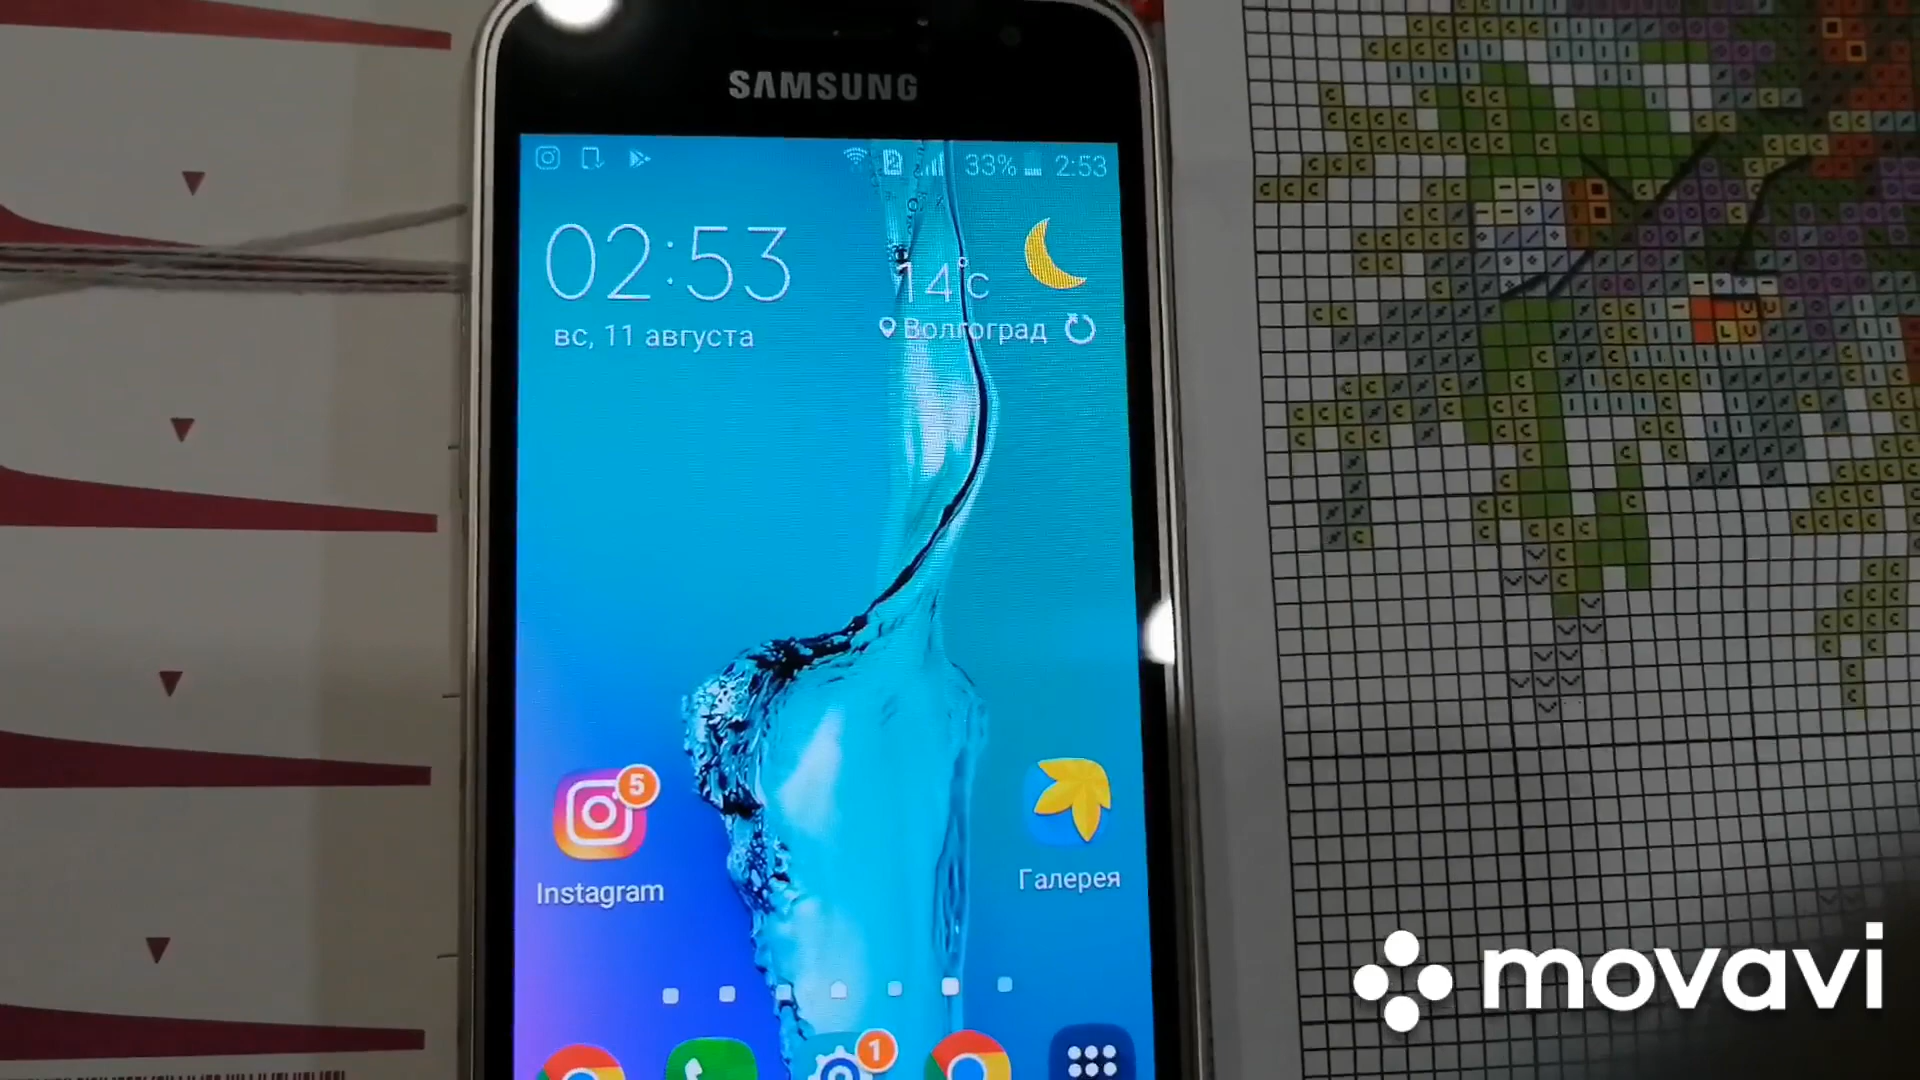 SAMSUNG
33% 2:53
02:53
14°C
вс, 11 августа
Волгоград
5
Instagram
Галерея
1
movavi